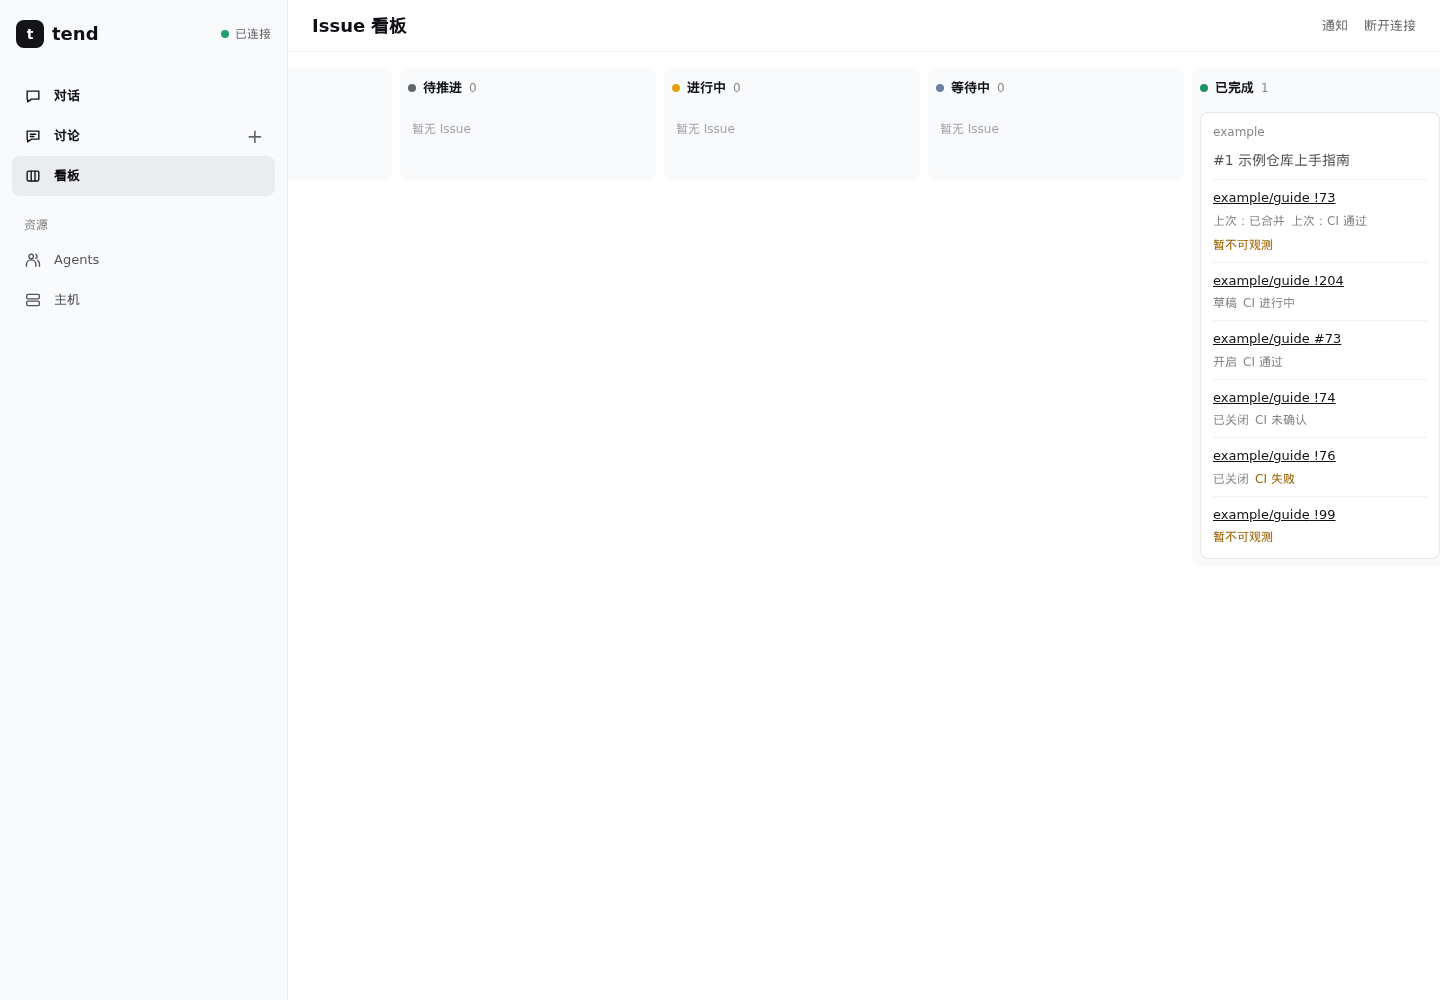 t tend 已连接
对话
讨论
看板
资源
Agents
主机
Issue 看板 通知 断开连接
待推进 0
暂无 Issue
进行中 0
暂无 Issue
等待中 0
暂无 Issue
已完成 1
example
#1 示例仓库上手指南
example/guide !73
上次：已合并 上次：CI 通过
暂不可观测
example/guide !204
草稿 CI 进行中
example/guide #73
开启 CI 通过
example/guide !74
已关闭 CI 未确认
example/guide !76
已关闭 CI 失败
example/guide !99
暂不可观测